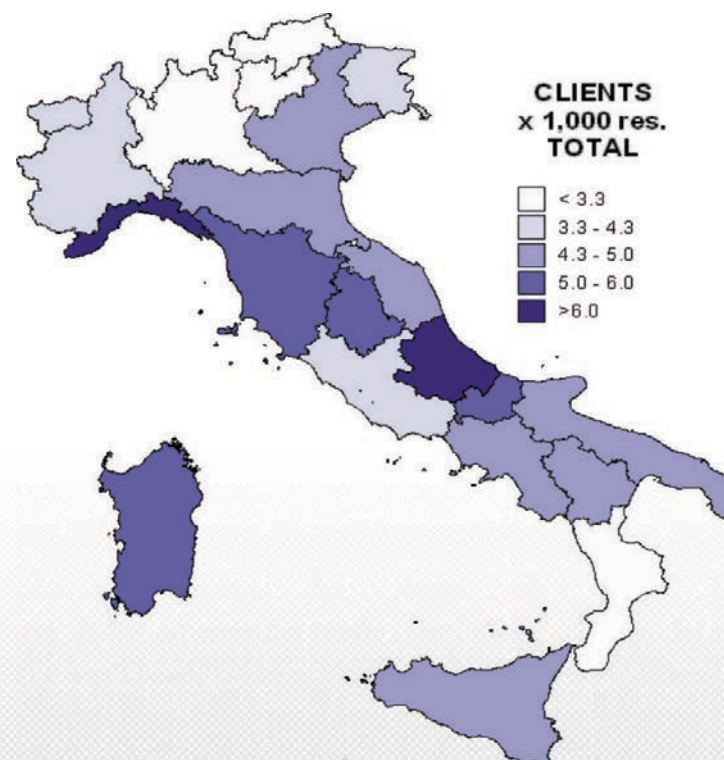 CLIENTS
x 1,000 res.
TOTAL
< 3.3
3.3 - 4.3
4.3 - 5.0
5.0 - 6.0
>6.0